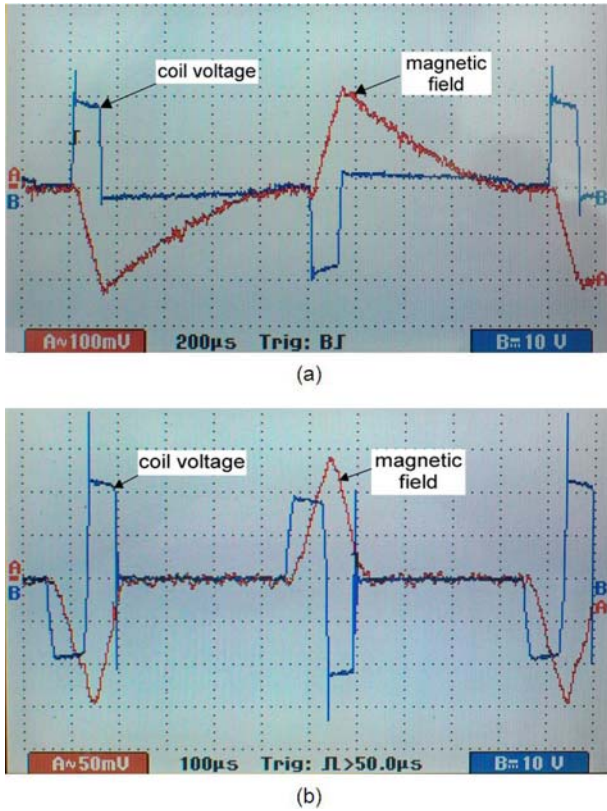 coil voltage
magnetic
field
A
B
B
A
A~100mV 200µs Trig: B⎍ B⎓10 V
(a)
coil voltage
magnetic
field
A
B
B
A
A~50mV 100µs Trig: ⎍>50.0µs B⎓10 V
(b)